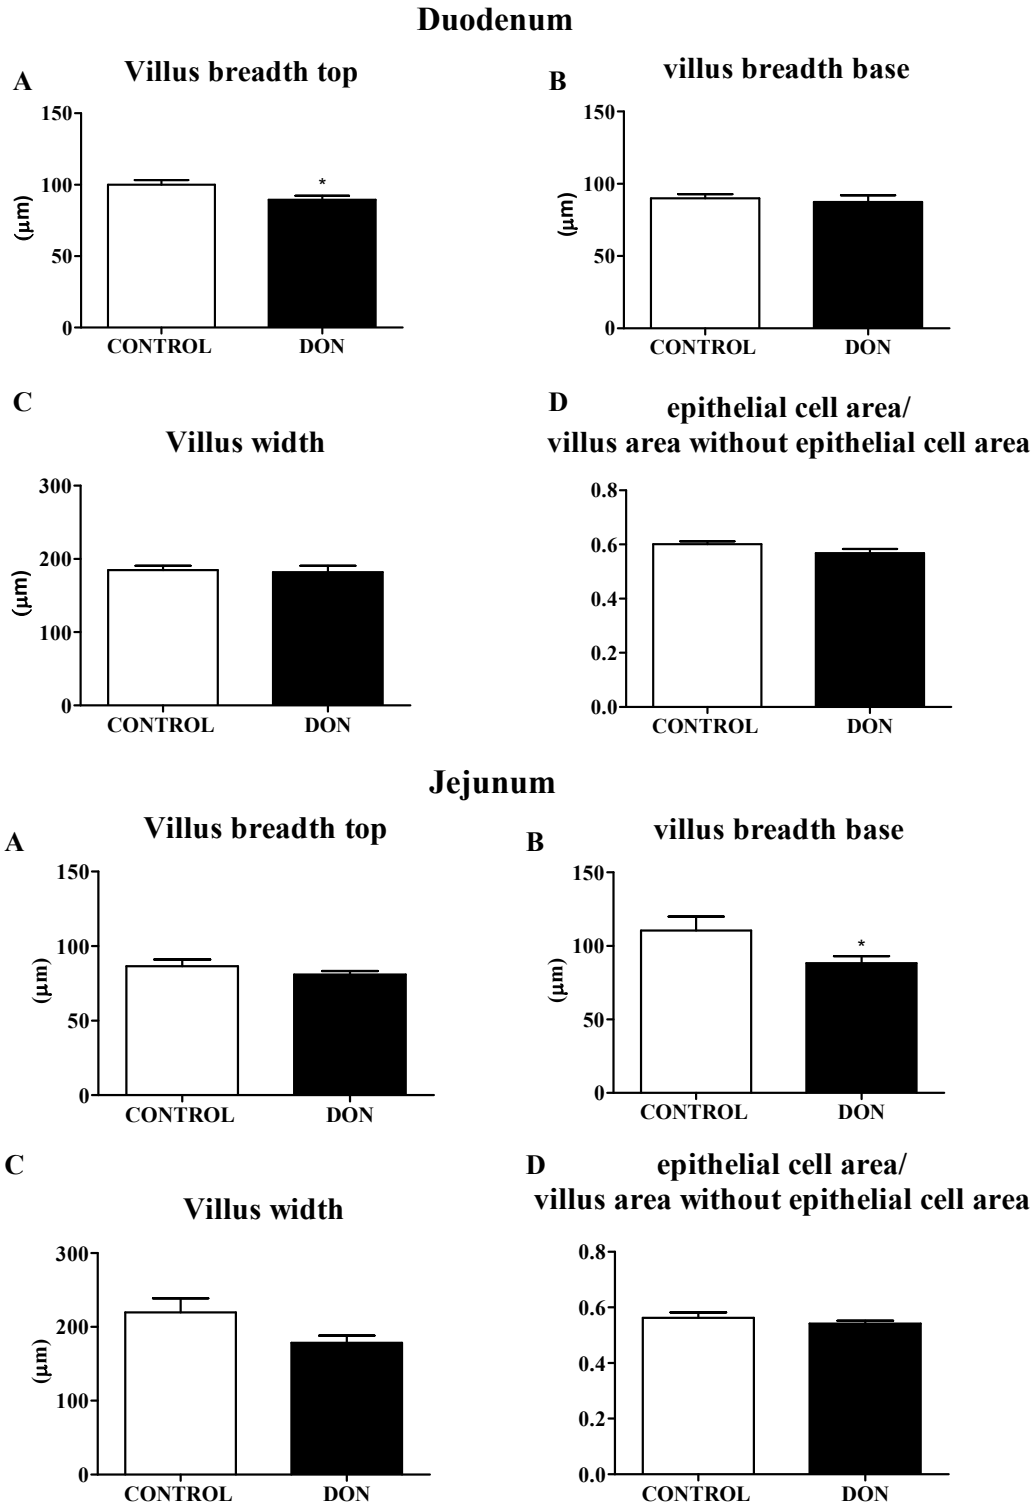 Duodenum
A
Villus breadth top
150
100
50
0
(μm)
*
CONTROL DON
B
villus breadth base
150
100
50
0
(μm)
CONTROL DON
C
Villus width
300
200
100
0
(μm)
CONTROL DON
D
epithelial cell area/
villus area without epithelial cell area
0.8
0.6
0.4
0.2
0.0
CONTROL DON
Jejunum
A
Villus breadth top
150
100
50
0
(μm)
CONTROL DON
B
villus breadth base
150
100
50
0
(μm)
*
CONTROL DON
C
Villus width
300
200
100
0
(μm)
CONTROL DON
D
epithelial cell area/
villus area without epithelial cell area
0.8
0.6
0.4
0.2
0.0
CONTROL DON